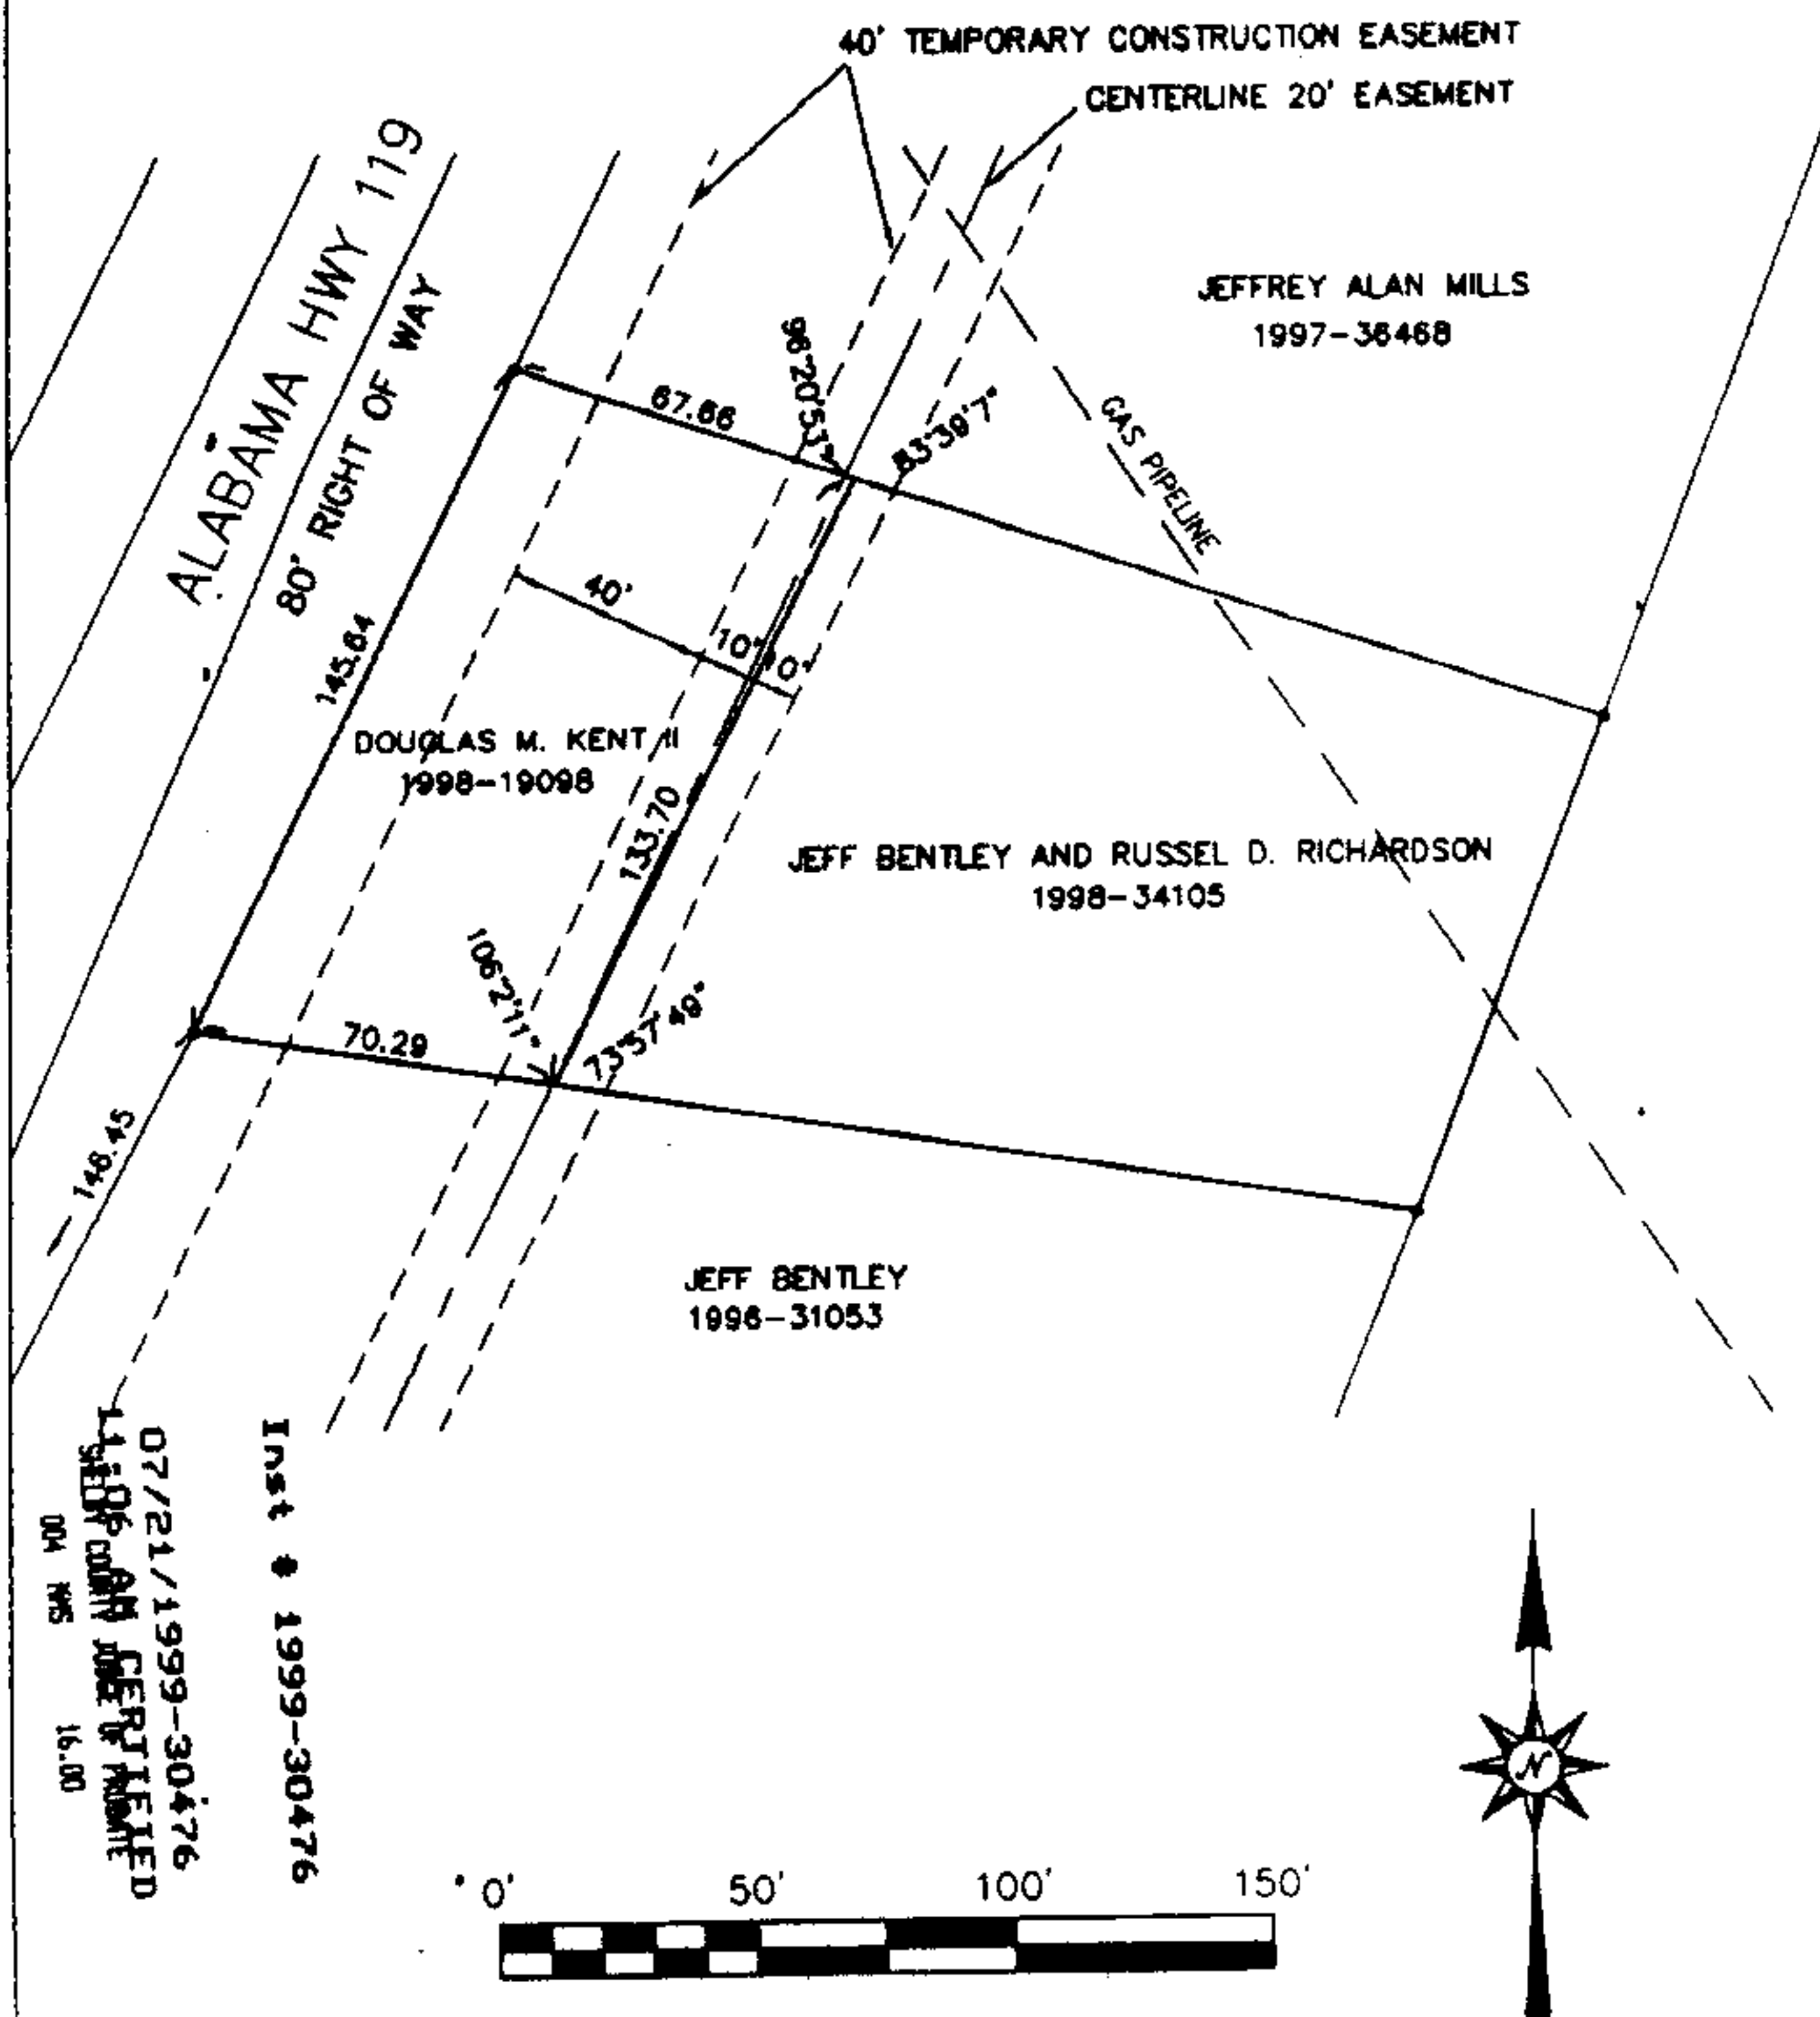 40' TEMPORARY CONSTRUCTION EASEMENT
CENTERLINE 20' EASEMENT
ALABAMA HWY 119
80' RIGHT OF WAY
JEFFREY ALAN MILLS
1997-36468
67.66
96°20'53"
83°39'7"
GAS PIPELINE
40'
10'
10'
145.64
DOUGLAS M. KENT II
1998-19098
133.70
JEFF BENTLEY AND RUSSEL D. RICHARDSON
1998-34105
106°2'11"
73°57'49"
70.29
148.45
JEFF BENTLEY
1996-31053
Inst # 1999-30476
07/21/1999-30476
11:06 AM CERTIFIED
SHELBY COUNTY JUDGE OF PROBATE
004 MMS 16.00
N
0' 50' 100' 150'